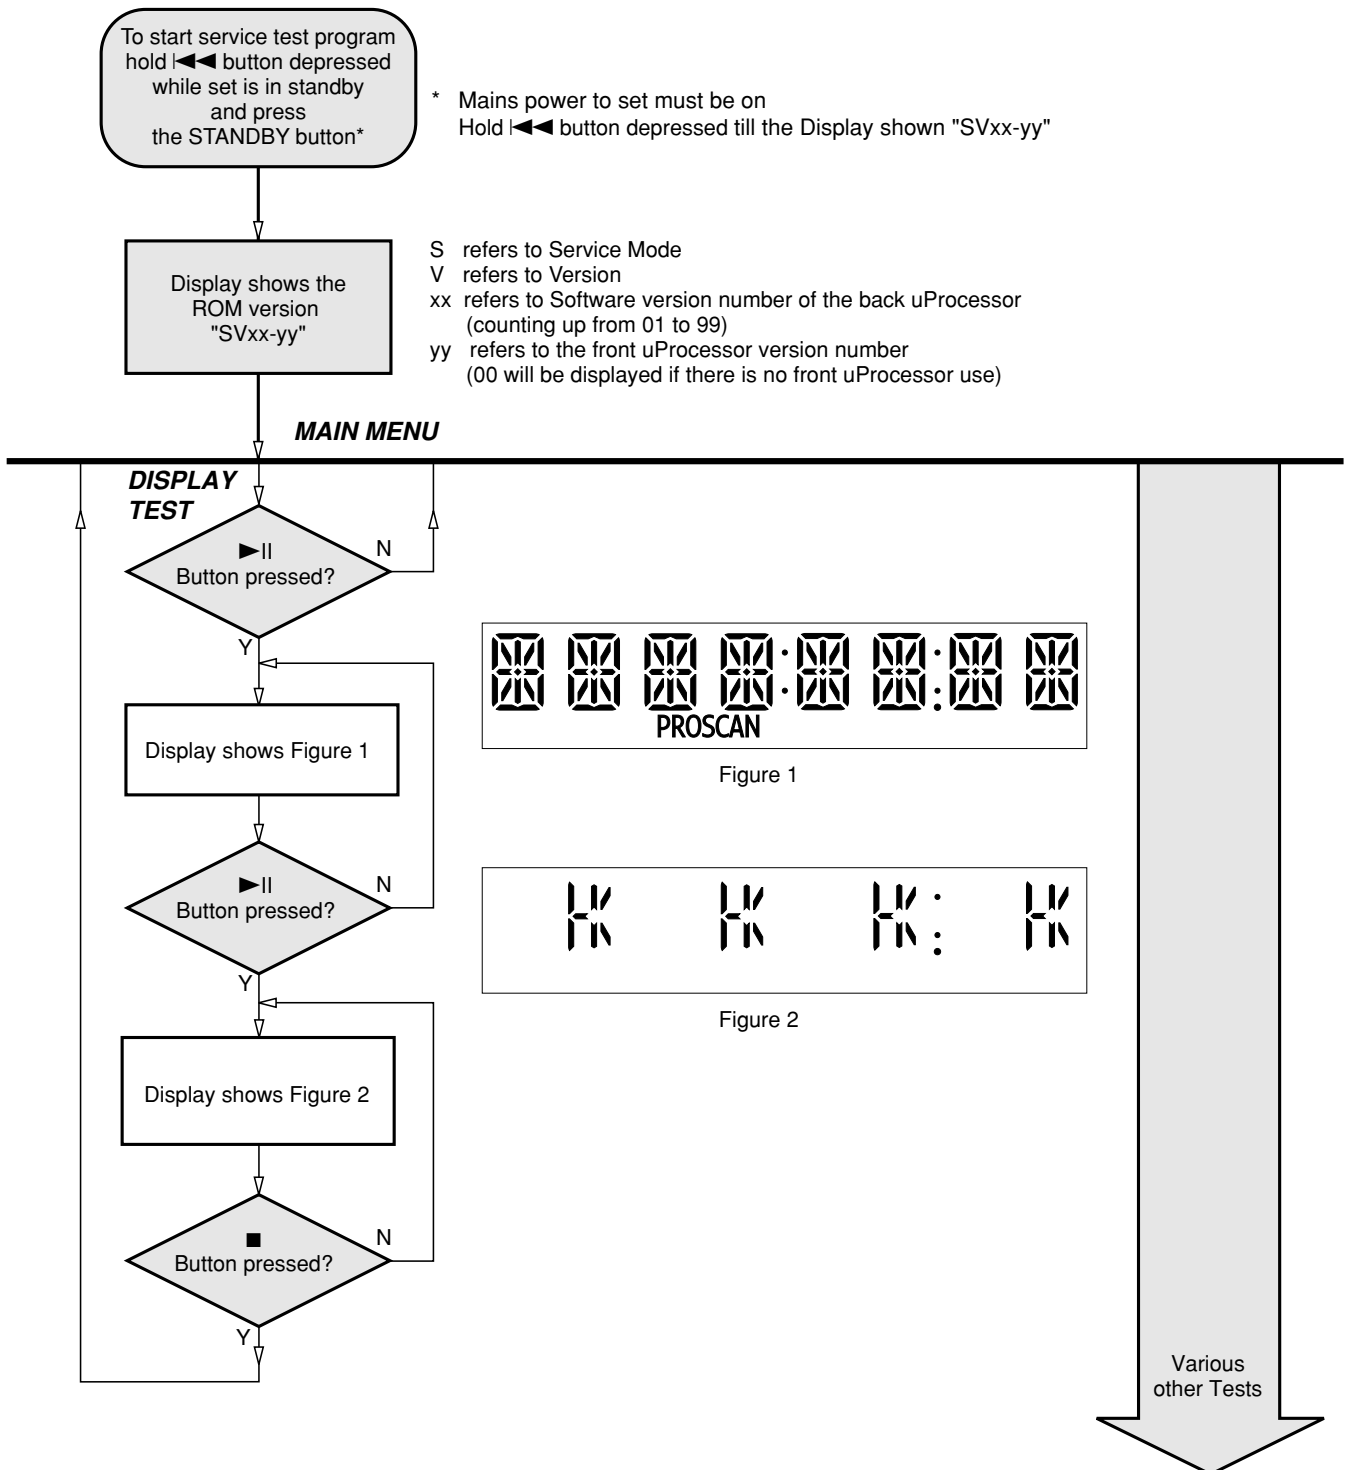 To start service test program
hold |◀◀ button depressed
while set is in standby
and press
the STANDBY button*
* Mains power to set must be on
Hold |◀◀ button depressed till the Display shown "SVxx-yy"
Display shows the
ROM version
"SVxx-yy"
S refers to Service Mode
V refers to Version
xx refers to Software version number of the back uProcessor
(counting up from 01 to 99)
yy refers to the front uProcessor version number
(00 will be displayed if there is no front uProcessor use)
MAIN MENU
DISPLAY
TEST
▶II
Button pressed?
N
Y
Display shows Figure 1
PROSCAN
Figure 1
▶II
Button pressed?
N
Y
Figure 2
Display shows Figure 2
■
Button pressed?
N
Y
Various
other Tests